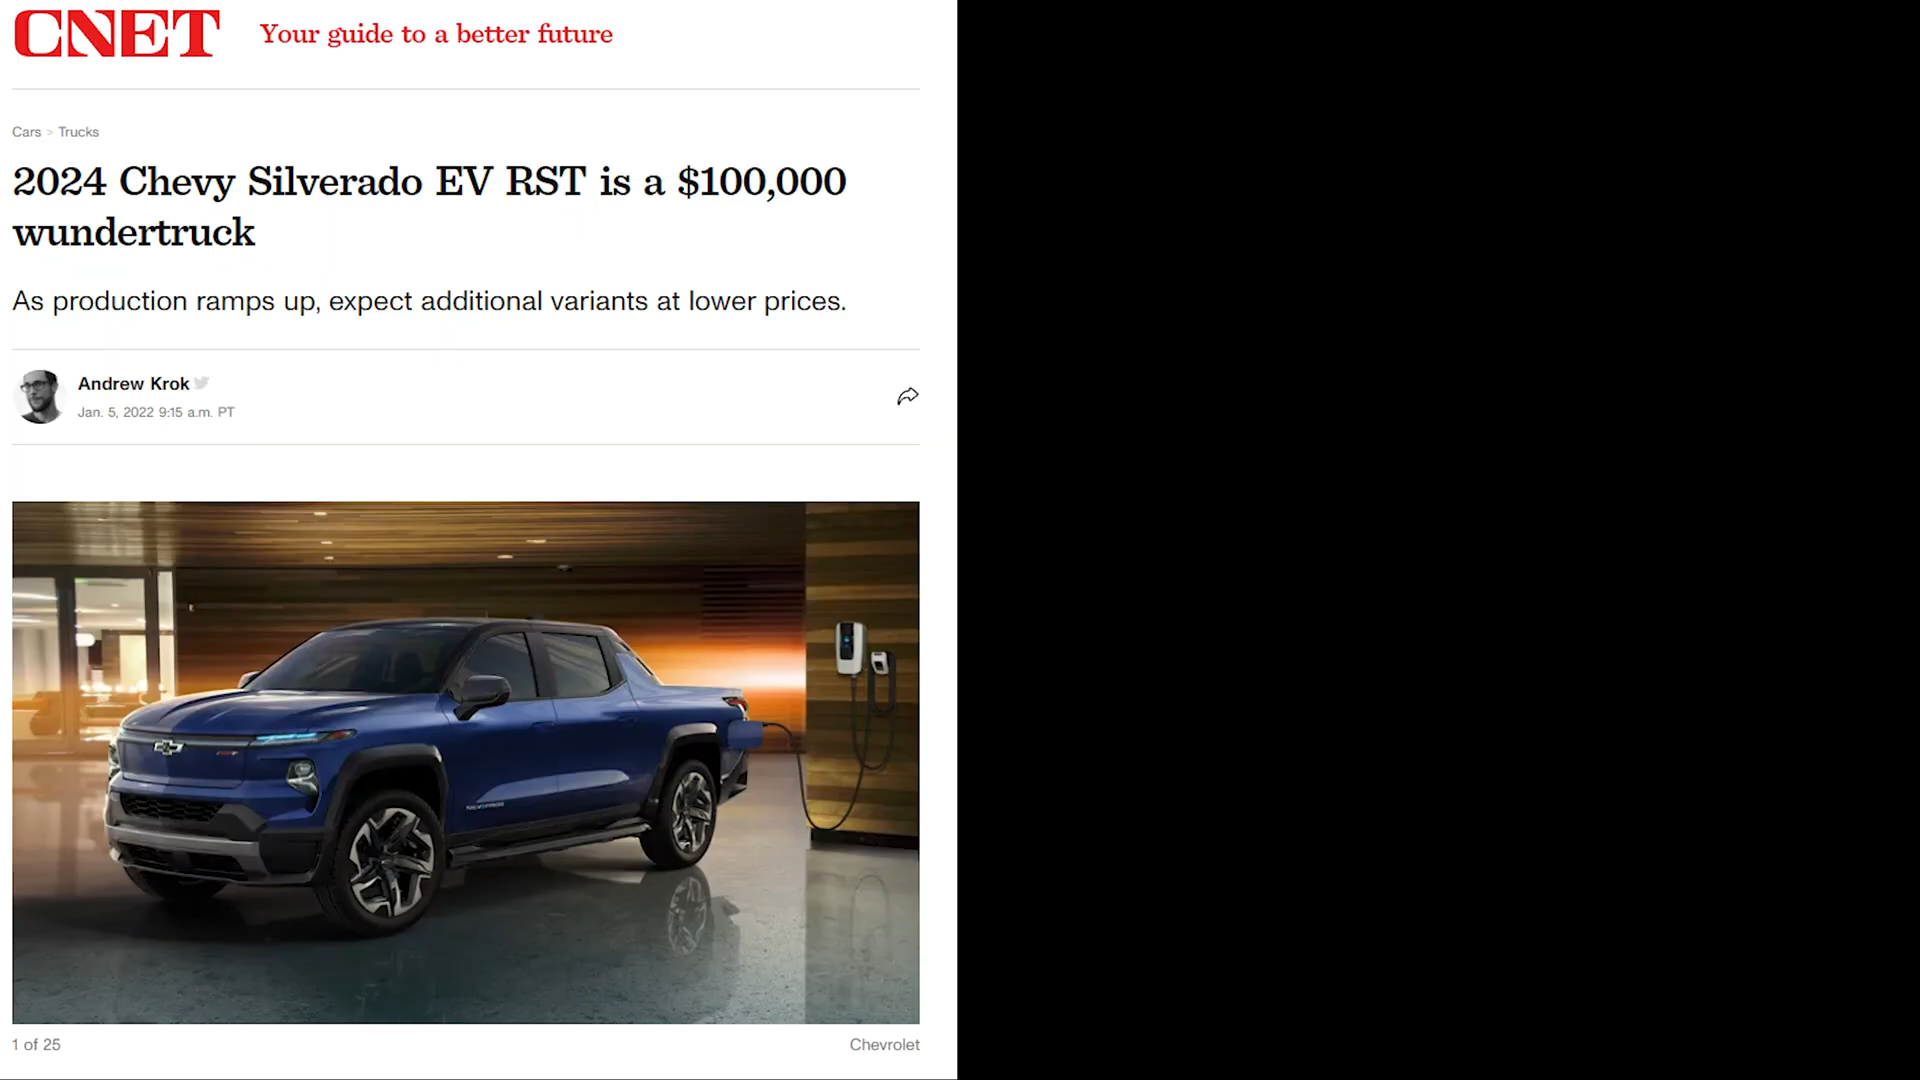 CNET
Your guide to a better future
Cars > Trucks
2024 Chevy Silverado EV RST is a $100,000
wundertruck
As production ramps up, expect additional variants at lower prices.
Andrew Krok
Jan. 5, 2022 9:15 a.m. PT
RST
SILVERADO
1 of 25
Chevrolet